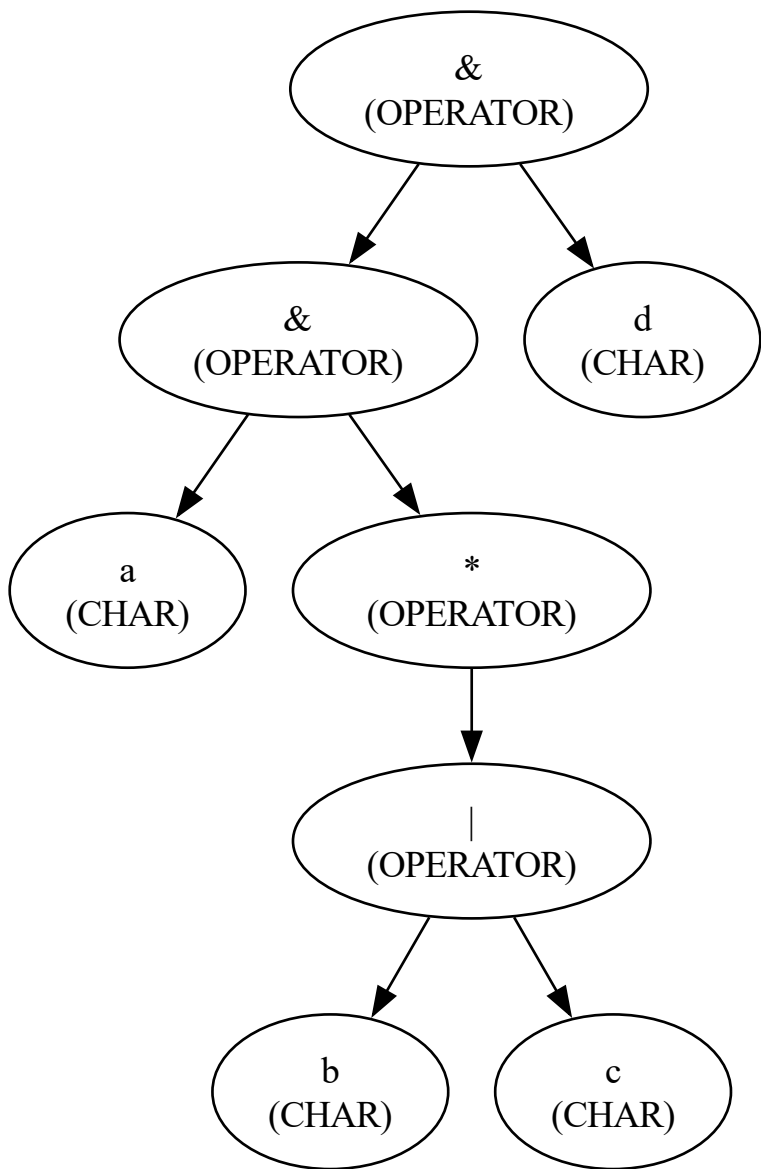 &
(OPERATOR)
&
(OPERATOR)
d
(CHAR)
a
(CHAR)
*
(OPERATOR)
|
(OPERATOR)
b
(CHAR)
c
(CHAR)